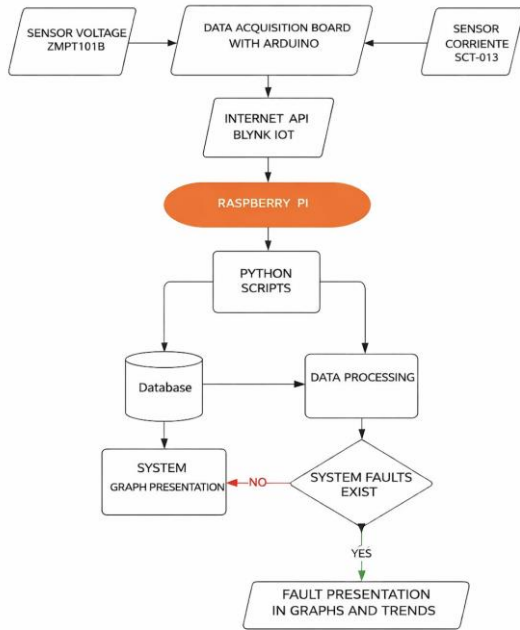 SENSOR VOLTAGE
ZMPT101B
DATA ACQUISITION BOARD
WITH ARDUINO
SENSOR
CORRIENTE
SCT-013
INTERNET API
BLYNK IOT
RASPBERRY PI
PYTHON
SCRIPTS
Database
DATA PROCESSING
SYSTEM
GRAPH PRESENTATION
NO
SYSTEM FAULTS
EXIST
YES
FAULT PRESENTATION
IN GRAPHS AND TRENDS